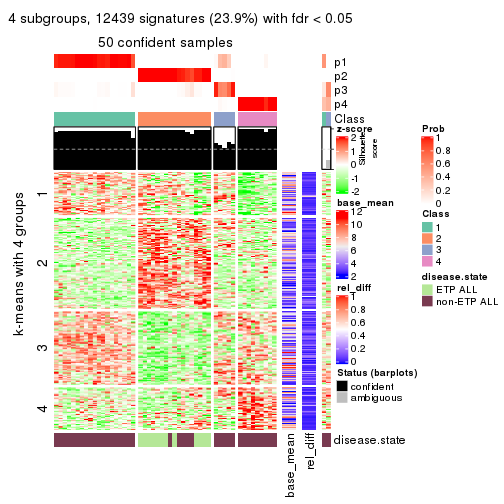 4 subgroups, 12439 signatures (23.9%) with fdr < 0.05
50 confident samples
p1
p2
p3
p4
Class
k-means with 4 groups
1
2
3
4
disease.state
base_mean
rel_diff
z-score
2
1
0
-1
-2
Silhouette
score
base_mean
12
10
8
6
4
2
rel_diff
1
0.8
0.6
0.4
0.2
0
Status (barplots)
confident
ambiguous
Prob
1
0.8
0.6
0.4
0.2
0
Class
1
2
3
4
disease.state
ETP ALL
non-ETP ALL